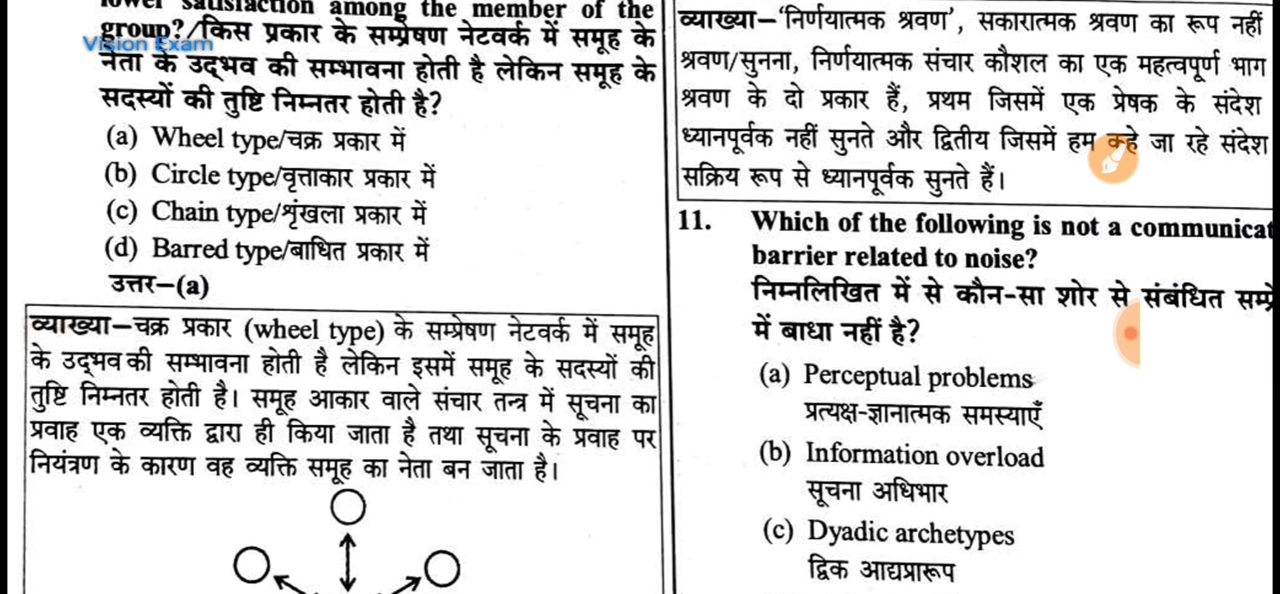 lower satisfaction among the member of the
group?/किस प्रकार के सम्प्रेषण नेटवर्क में समूह के
Vision Exam
नेता के उद्भव की सम्भावना होती है लेकिन समूह के
सदस्यों की तुष्टि निम्नतर होती है?
(a) Wheel type/चक्र प्रकार में
(b) Circle type/वृत्ताकार प्रकार में
(c) Chain type/शृंखला प्रकार में
(d) Barred type/बाधित प्रकार में
उत्तर–(a)
व्याख्या–चक्र प्रकार (wheel type) के सम्प्रेषण नेटवर्क में समूह
के उद्भव की सम्भावना होती है लेकिन इसमें समूह के सदस्यों की
तुष्टि निम्नतर होती है। समूह आकार वाले संचार तन्त्र में सूचना का
प्रवाह एक व्यक्ति द्वारा ही किया जाता है तथा सूचना के प्रवाह पर
नियंत्रण के कारण वह व्यक्ति समूह का नेता बन जाता है।
व्याख्या–‘निर्णयात्मक श्रवण’, सकारात्मक श्रवण का रूप नहीं
श्रवण/सुनना, निर्णयात्मक संचार कौशल का एक महत्वपूर्ण भाग
श्रवण के दो प्रकार हैं, प्रथम जिसमें एक प्रेषक के संदेश
ध्यानपूर्वक नहीं सुनते और द्वितीय जिसमें हम कहे जा रहे संदेश
सक्रिय रूप से ध्यानपूर्वक सुनते हैं।
11. Which of the following is not a communicat
barrier related to noise?
निम्नलिखित में से कौन-सा शोर से संबंधित सम्प्रे
में बाधा नहीं है?
(a) Perceptual problems
प्रत्यक्ष-ज्ञानात्मक समस्याएँ
(b) Information overload
सूचना अधिभार
(c) Dyadic archetypes
द्विक आद्यप्रारूप